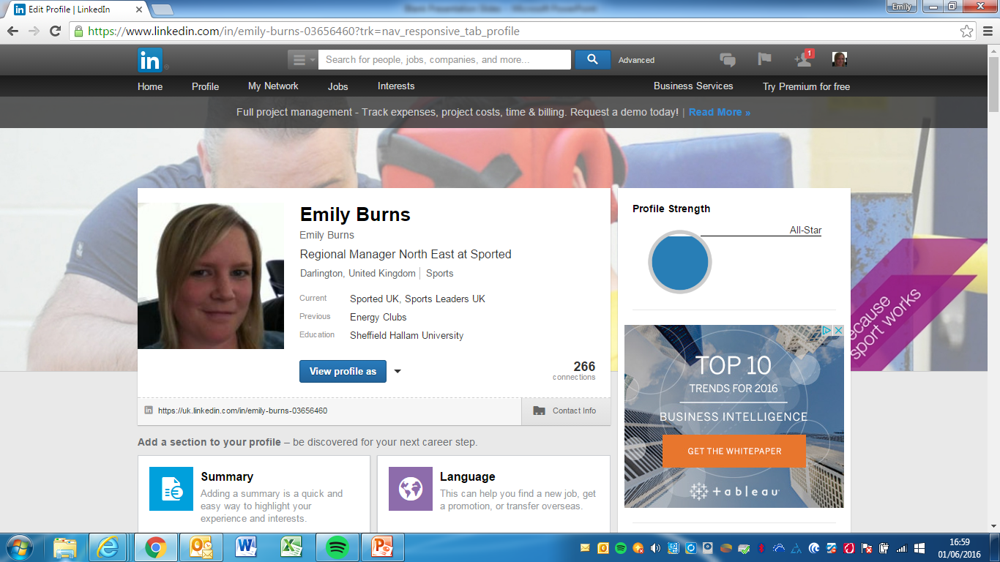 Edit Profile | LinkedIn
Blank Presentation Slides - Microsoft PowerPoint
Emily
https://www.linkedin.com/in/emily-burns-03656460?trk=nav_responsive_tab_profile
in
Search for people, jobs, companies, and more...
Advanced
1
Home Profile My Network Jobs Interests Business Services Try Premium for free
Full project management - Track expenses, project costs, time & billing. Request a demo today! | Read More »
Emily Burns
Emily Burns
Regional Manager North East at Sported
Darlington, United Kingdom | Sports
Current Sported UK, Sports Leaders UK
Previous Energy Clubs
Education Sheffield Hallam University
View profile as
266
connections
https://uk.linkedin.com/in/emily-burns-03656460
Contact Info
Profile Strength
All-Star
ecause
sport works
TOP 10
TRENDS FOR 2016
BUSINESS INTELLIGENCE
GET THE WHITEPAPER
+ a b l e a u
Add a section to your profile – be discovered for your next career step.
Summary
Adding a summary is a quick and
easy way to highlight your
experience and interests.
Language
This can help you find a new job, get
a promotion, or transfer overseas.
16:59
01/06/2016